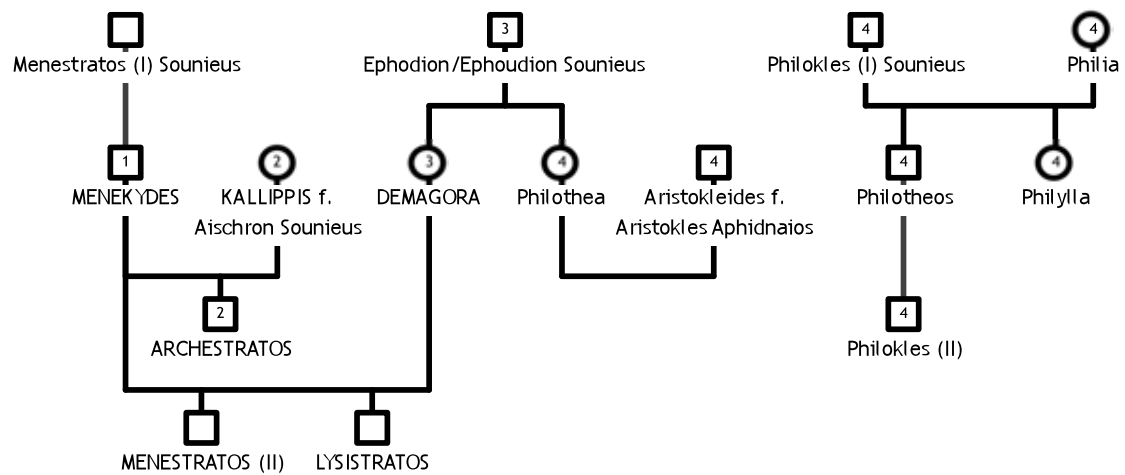 3 4 4
Menestratos (I) Sounieus Ephodion/Ephoudion Sounieus Philokles (I) Sounieus Philia
1 2 3 4 4 4 4
MENEKYDES KALLIPPIS f. DEMAGORA Philothea Aristokleides f. Philotheos Philylla
Aischron Sounieus Aristokles Aphidnaios
2 4
ARCHESTRATOS Philokles (II)
MENESTRATOS (II) LYSISTRATOS